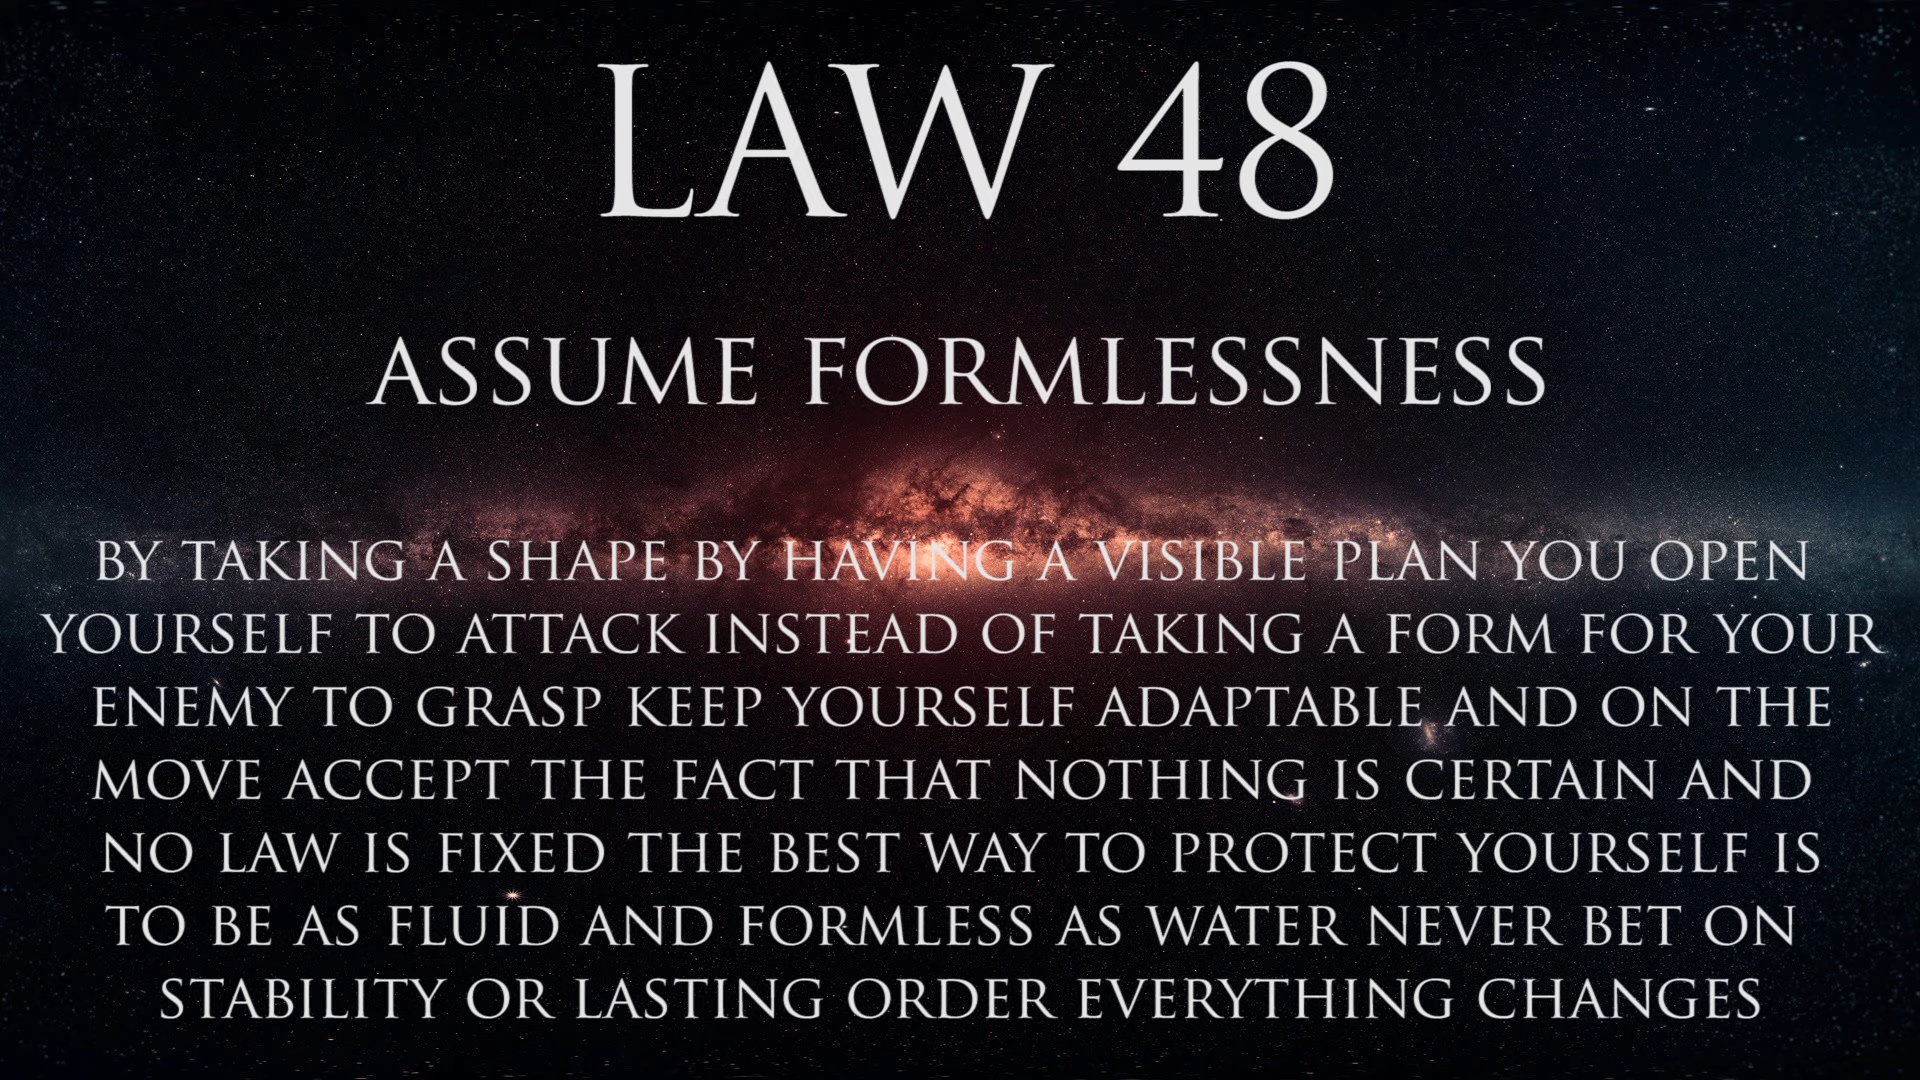 LAW 48
ASSUME FORMLESSNESS
BY TAKING A SHAPE BY HAVING A VISIBLE PLAN YOU OPEN
YOURSELF TO ATTACK INSTEAD OF TAKING A FORM FOR YOUR
ENEMY TO GRASP KEEP YOURSELF ADAPTABLE AND ON THE
MOVE ACCEPT THE FACT THAT NOTHING IS CERTAIN AND
NO LAW IS FIXED THE BEST WAY TO PROTECT YOURSELF IS
TO BE AS FLUID AND FORMLESS AS WATER NEVER BET ON
STABILITY OR LASTING ORDER EVERYTHING CHANGES